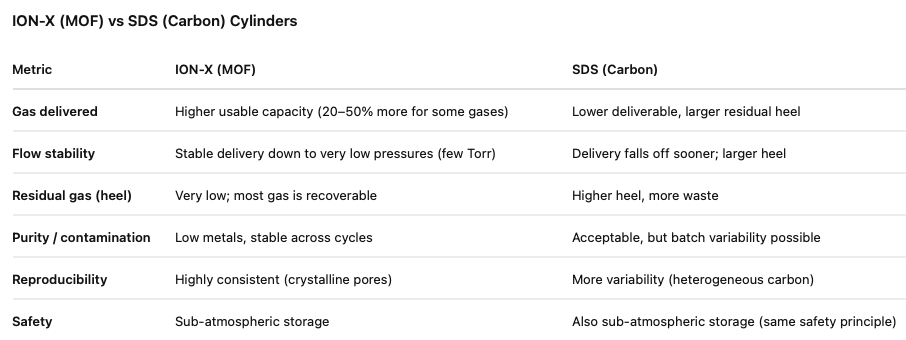 ION-X (MOF) vs SDS (Carbon) Cylinders
Metric ION-X (MOF) SDS (Carbon)
Gas delivered Higher usable capacity (20–50% more for some gases) Lower deliverable, larger residual heel
Flow stability Stable delivery down to very low pressures (few Torr) Delivery falls off sooner; larger heel
Residual gas (heel) Very low; most gas is recoverable Higher heel, more waste
Purity / contamination Low metals, stable across cycles Acceptable, but batch variability possible
Reproducibility Highly consistent (crystalline pores) More variability (heterogeneous carbon)
Safety Sub-atmospheric storage Also sub-atmospheric storage (same safety principle)